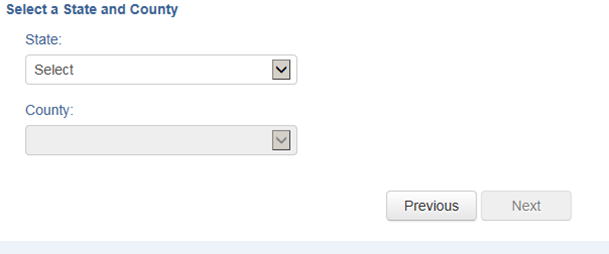 Select a State and County
State:
Select
County:
Previous Next